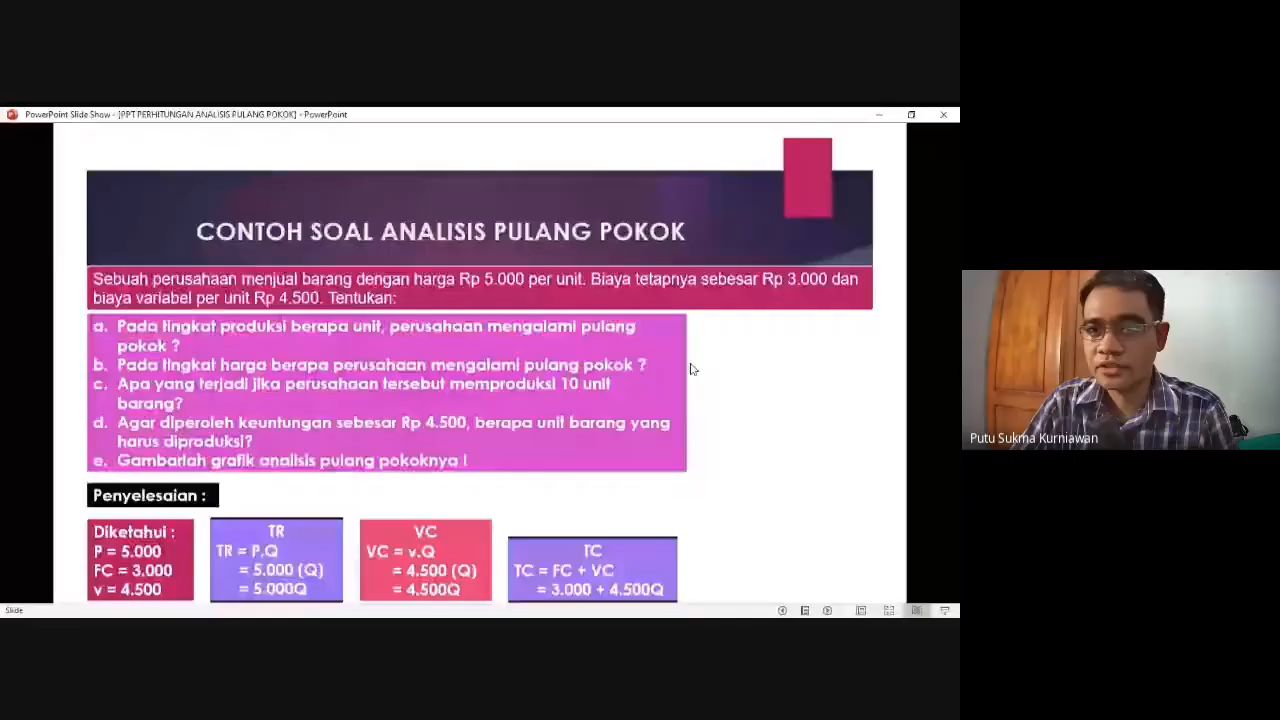 PowerPoint Slide Show - [PPT PERHITUNGAN ANALISIS PULANG POKOK] - PowerPoint
CONTOH SOAL ANALISIS PULANG POKOK
Sebuah perusahaan menjual barang dengan harga Rp 5.000 per unit. Biaya tetapnya sebesar Rp 3.000 dan
biaya variabel per unit Rp 4.500. Tentukan:
a. Pada tingkat produksi berapa unit, perusahaan mengalami pulang
pokok ?
b. Pada tingkat harga berapa perusahaan mengalami pulang pokok ?
c. Apa yang terjadi jika perusahaan tersebut memproduksi 10 unit
barang?
d. Agar diperoleh keuntungan sebesar Rp 4.500, berapa unit barang yang
harus diproduksi?
e. Gambarlah grafik analisis pulang pokoknya !
Penyelesaian :
Diketahui :
P = 5.000
FC = 3.000
v = 4.500
TR
TR = P.Q
= 5.000 (Q)
= 5.000Q
VC
VC = v.Q
= 4.500 (Q)
= 4.500Q
TC
TC = FC + VC
= 3.000 + 4.500Q
Slide
Putu Sukma Kurniawan